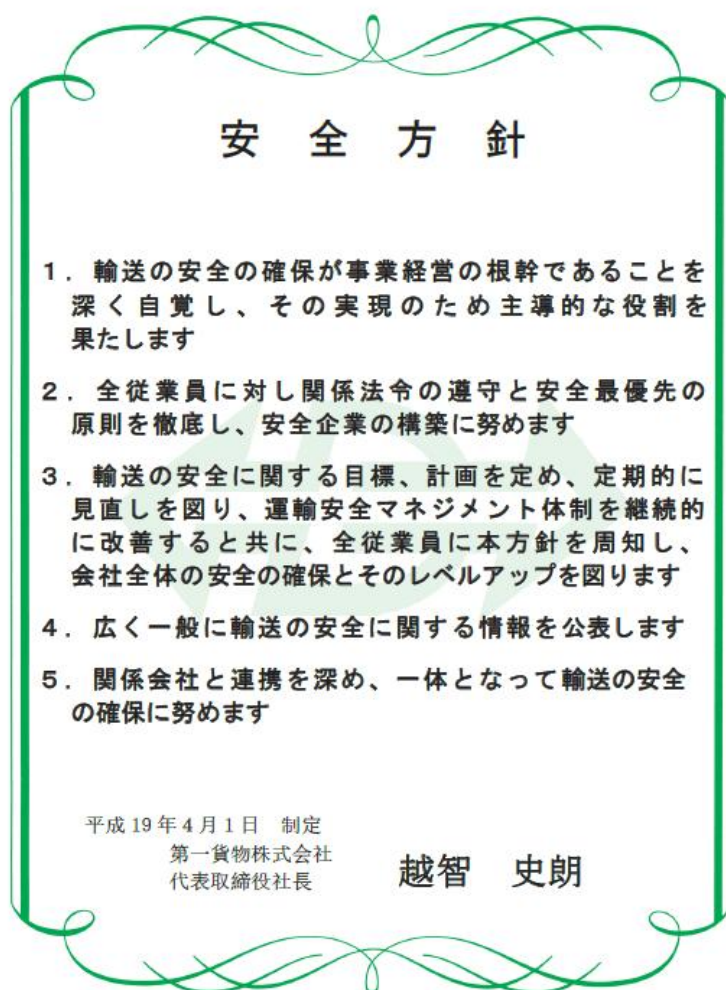 安 全 方 針
1．輸送の安全の確保が事業経営の根幹であることを
深く自覚し、その実現のため主導的な役割を
果たします
2．全従業員に対し関係法令の遵守と安全最優先の
原則を徹底し、安全企業の構築に努めます
3．輸送の安全に関する目標、計画を定め、定期的に
見直しを図り、運輸安全マネジメント体制を継続的
に改善すると共に、全従業員に本方針を周知し、
会社全体の安全の確保とそのレベルアップを図ります
4．広く一般に輸送の安全に関する情報を公表します
5．関係会社と連携を深め、一体となって輸送の安全
の確保に努めます
平成19年4月1日 制定
第一貨物株式会社
代表取締役社長 越智 史朗